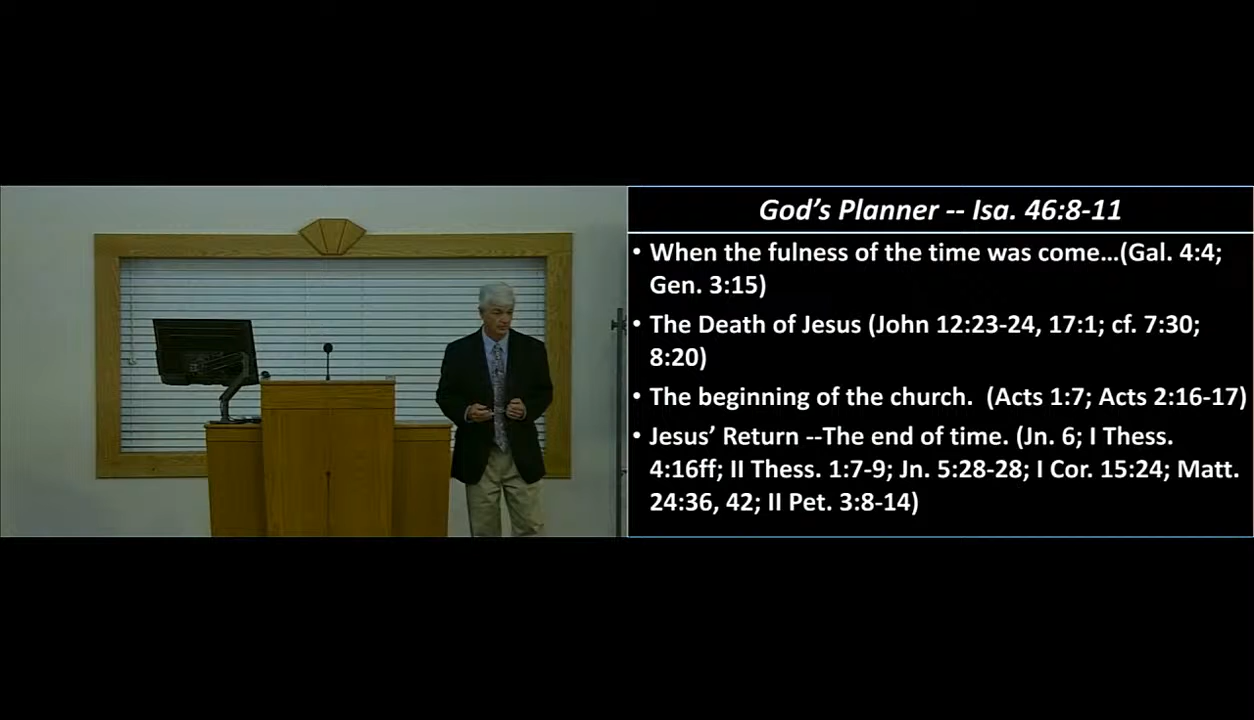 God's Planner -- Isa. 46:8-11
• When the fulness of the time was come...(Gal. 4:4;
Gen. 3:15)
• The Death of Jesus (John 12:23-24, 17:1; cf. 7:30;
8:20)
• The beginning of the church.  (Acts 1:7; Acts 2:16-17)
• Jesus' Return --The end of time. (Jn. 6; I Thess.
4:16ff; II Thess. 1:7-9; Jn. 5:28-28; I Cor. 15:24; Matt.
24:36, 42; II Pet. 3:8-14)